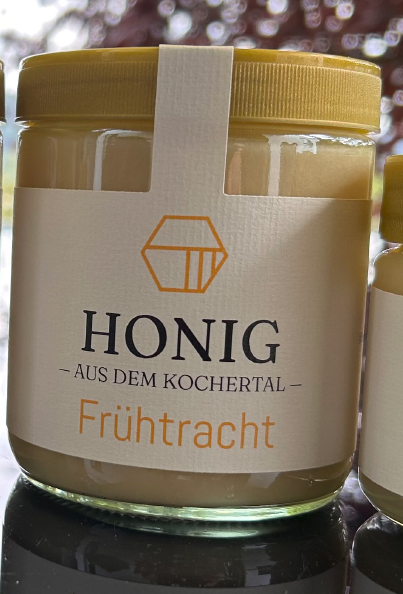 HONIG
– AUS DEM KOCHERTAL –
Frühtracht